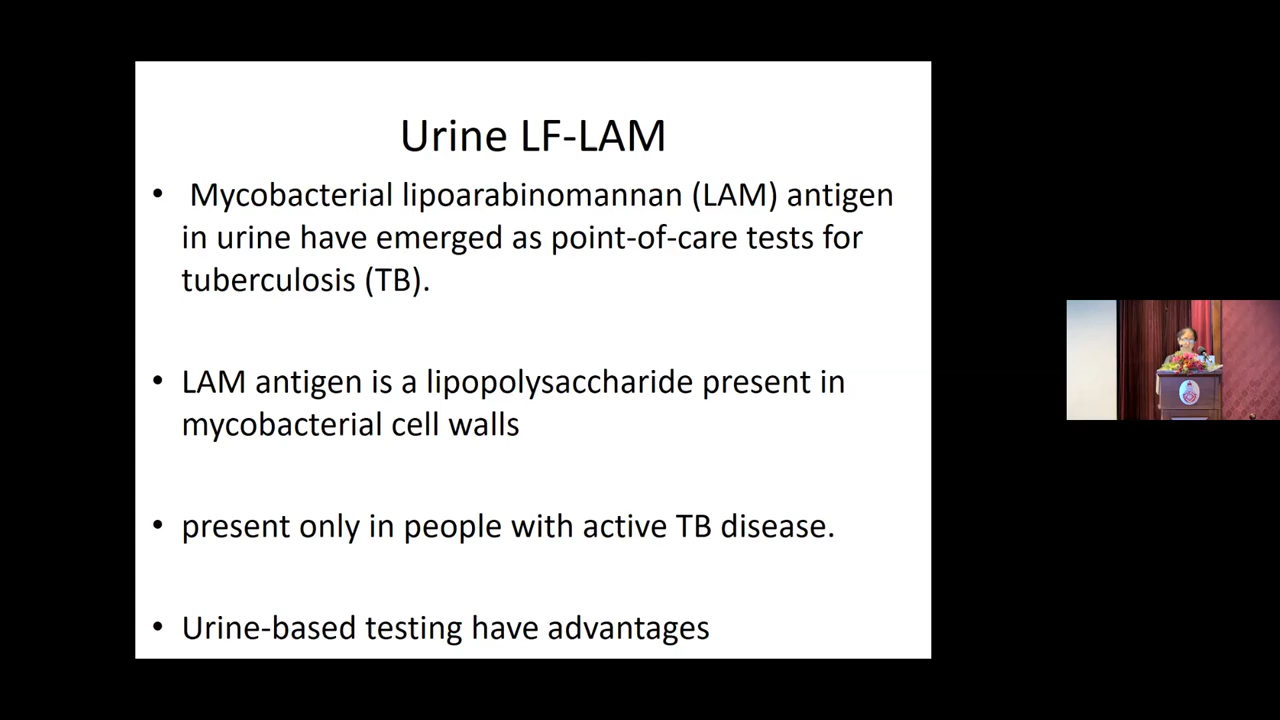 Urine LF-LAM
• Mycobacterial lipoarabinomannan (LAM) antigen
in urine have emerged as point-of-care tests for
tuberculosis (TB).
• LAM antigen is a lipopolysaccharide present in
mycobacterial cell walls
• present only in people with active TB disease.
• Urine-based testing have advantages